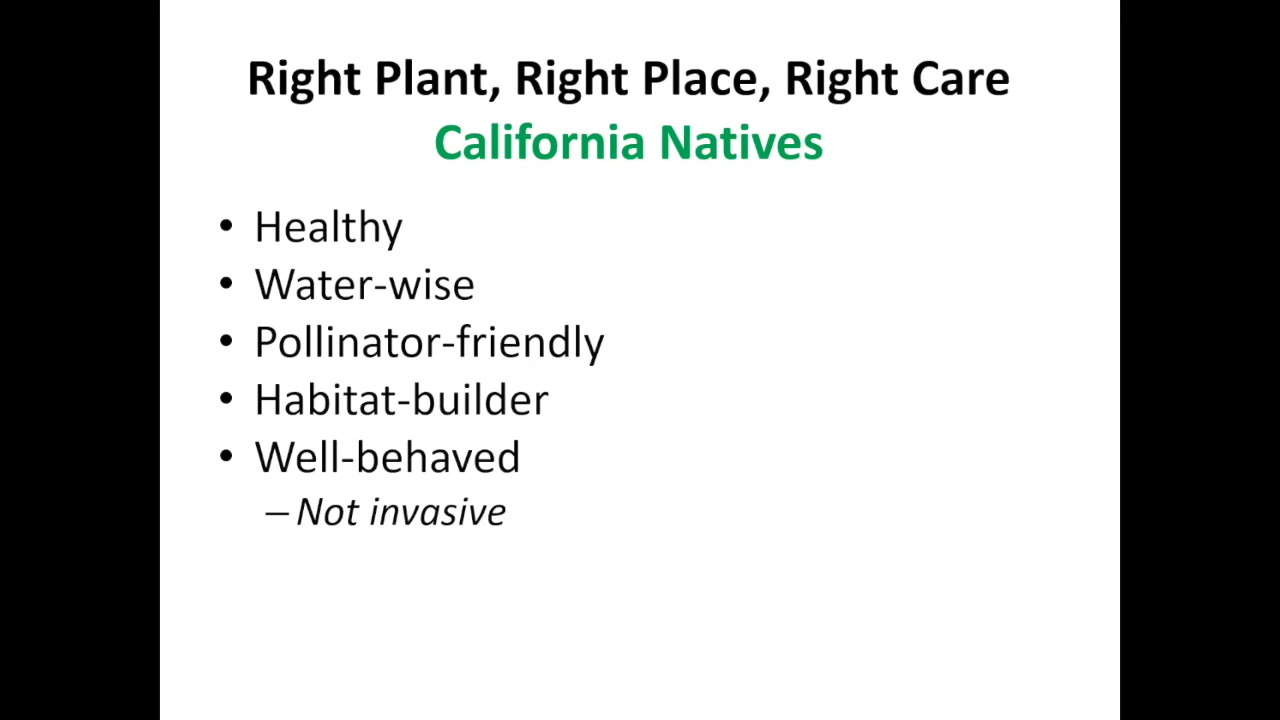 Right Plant, Right Place, Right Care
California Natives
• Healthy
• Water-wise
• Pollinator-friendly
• Habitat-builder
• Well-behaved
– Not invasive